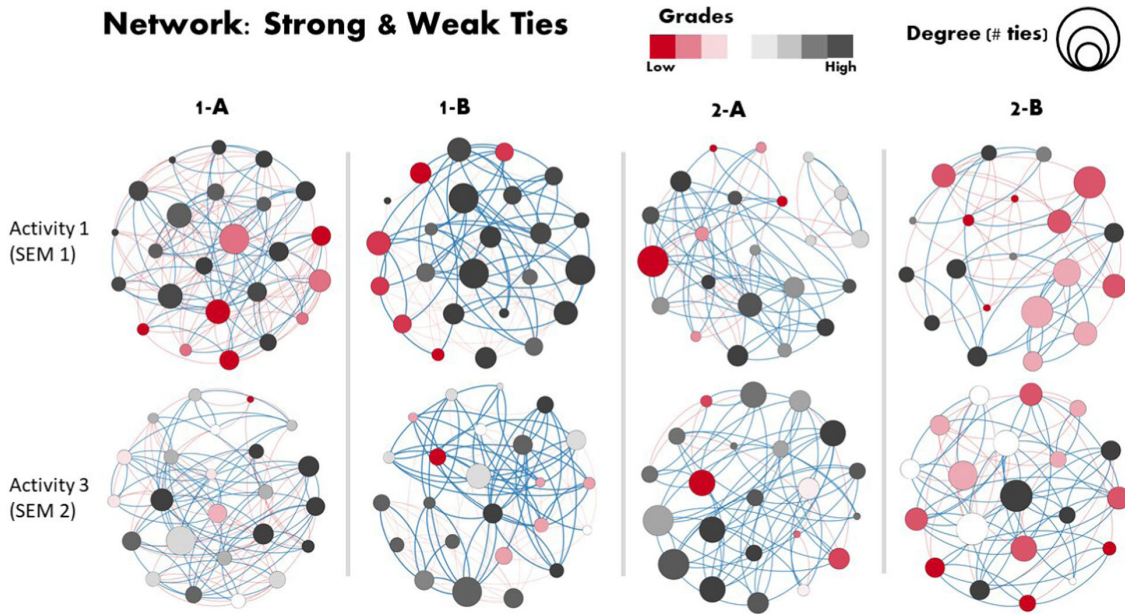 Network: Strong & Weak Ties
Grades
Low
High
Degree (# ties)
1-A
1-B
2-A
2-B
Activity 1
(SEM 1)
Activity 3
(SEM 2)